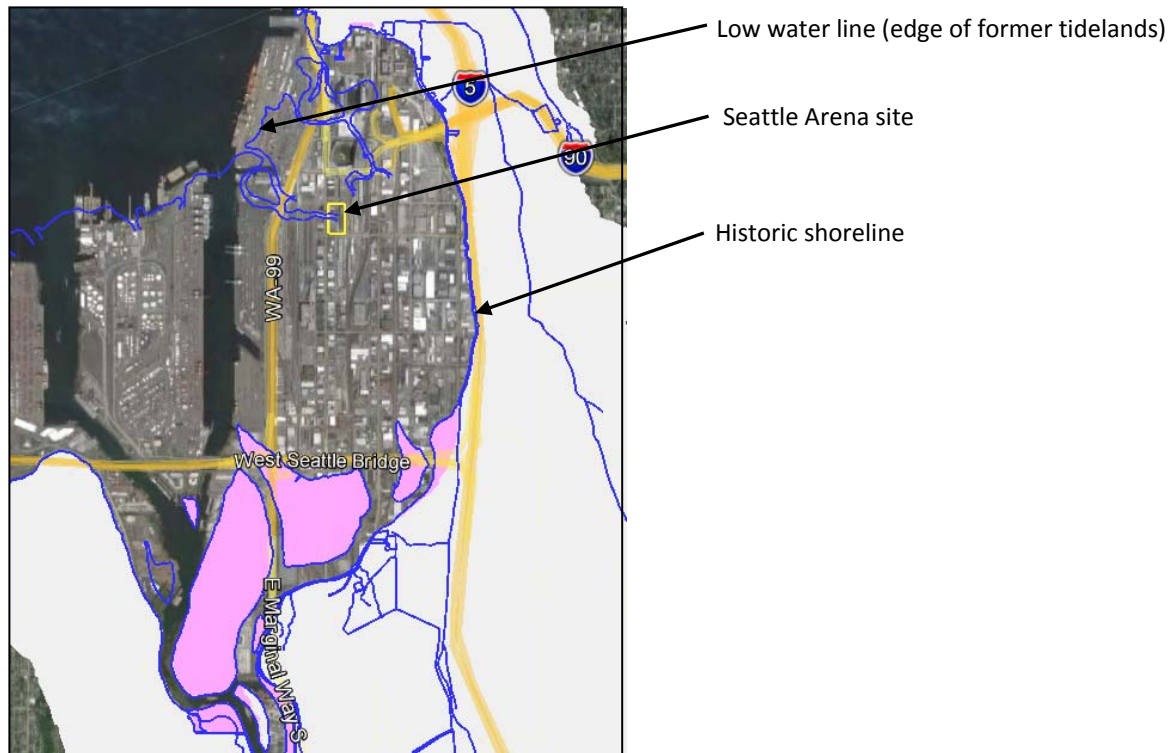 Low water line (edge of former tidelands)
5
Seattle Arena site
90
Historic shoreline
WA-99
West Seattle Bridge
E Marginal Way S